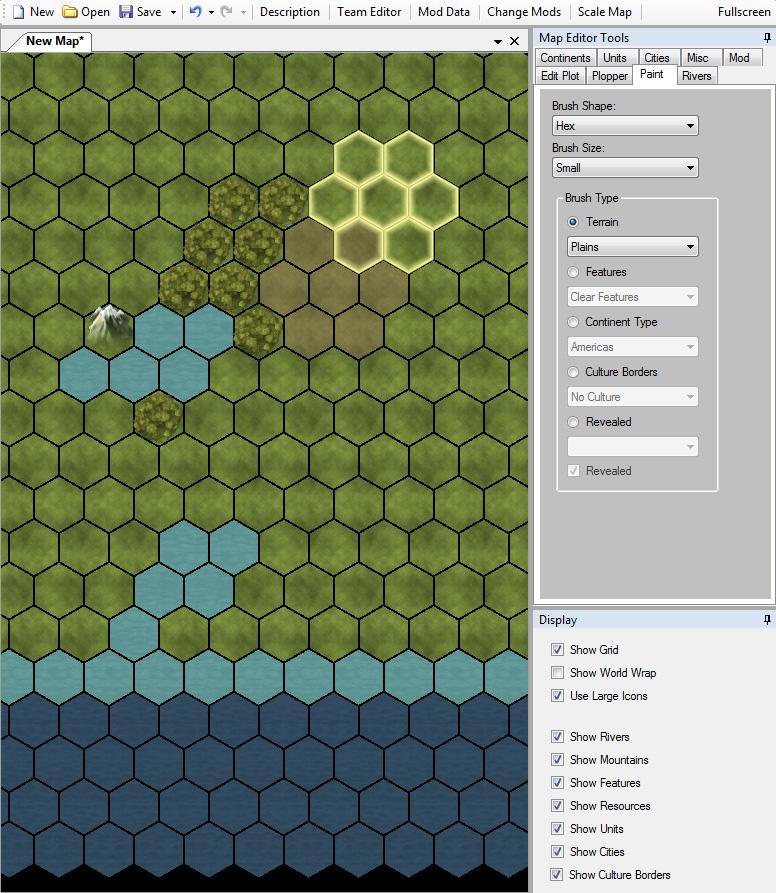 New Open Save Description Team Editor Mod Data Change Mods Scale Map Fullscreen
New Map*
Map Editor Tools
Continents Units Cities Misc Mod
Edit Plot Plopper Paint Rivers
Brush Shape:
Hex
Brush Size:
Small
Brush Type
Terrain
Plains
Features
Clear Features
Continent Type
Americas
Culture Borders
No Culture
Revealed
Revealed
Display
Show Grid
Show World Wrap
Use Large Icons
Show Rivers
Show Mountains
Show Features
Show Resources
Show Units
Show Cities
Show Culture Borders